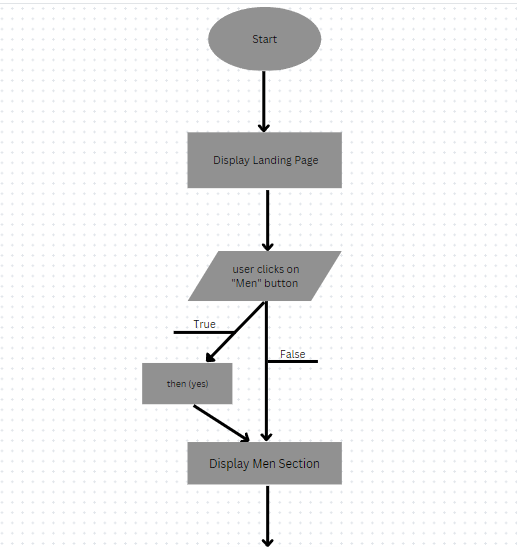 Start
Display Landing Page
user clicks on
"Men" button
True
False
then (yes)
Display Men Section